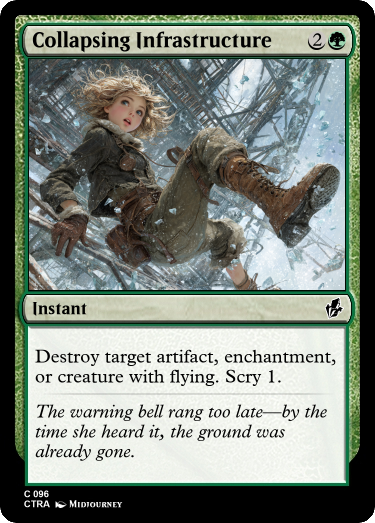 Collapsing Infrastructure 2
Instant
Destroy target artifact, enchantment,
or creature with flying. Scry 1.
The warning bell rang too late—by the
time she heard it, the ground was
already gone.
C 096
CTRA Midjourney